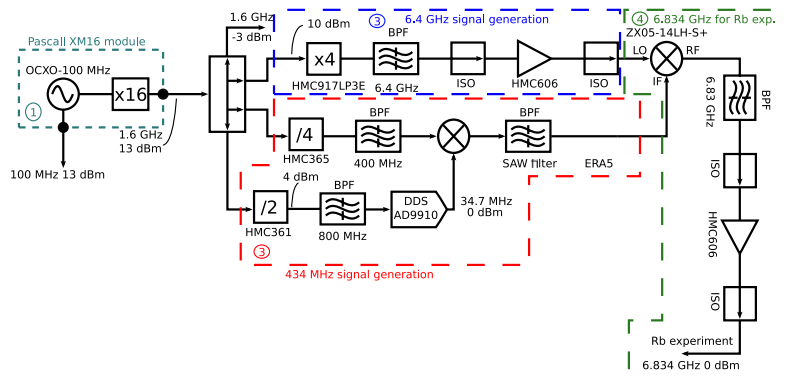 Pascall XM16 module
OCXO-100 MHz
x16
1
1.6 GHz
13 dBm
100 MHz 13 dBm
1.6 GHz
-3 dBm
10 dBm
3
6.4 GHz signal generation
x4
HMC917LP3E
BPF
6.4 GHz
ISO
HMC606
ISO
4
6.834 GHz for Rb exp.
ZX05-14LH-S+
LO
RF
IF
/4
HMC365
BPF
400 MHz
BPF
SAW filter
ERA5
/2
HMC361
4 dBm
BPF
800 MHz
DDS
AD9910
34.7 MHz
0 dBm
3
434 MHz signal generation
BPF
6.83 GHz
ISO
HMC606
ISO
Rb experiment
6.834 GHz 0 dBm